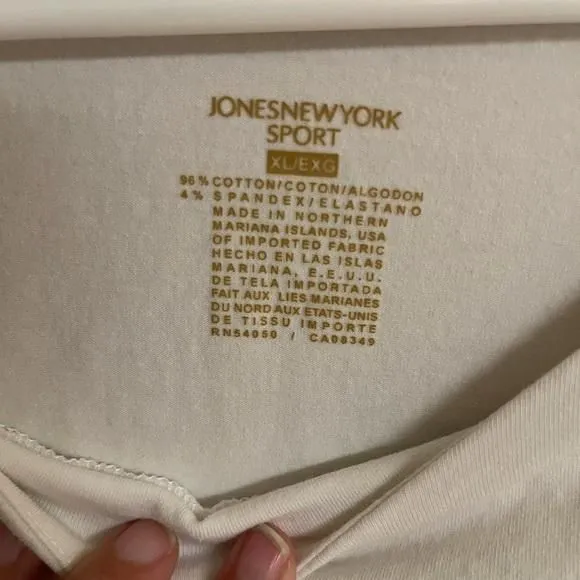 JONESNEWYORK
SPORT
XL/EXG
96% COTTON/COTON/ALGODON
4% SPANDEX/ELASTANO
MADE IN NORTHERN
MARIANA ISLANDS, USA
OF IMPORTED FABRIC
HECHO EN LAS ISLAS
MARIANA, E.E.U.U.
DE TELA IMPORTADA
FAIT AUX LIES MARIANES
DU NORD AUX ETATS-UNIS
DE TISSU IMPORTE
RN54050 / CA08349